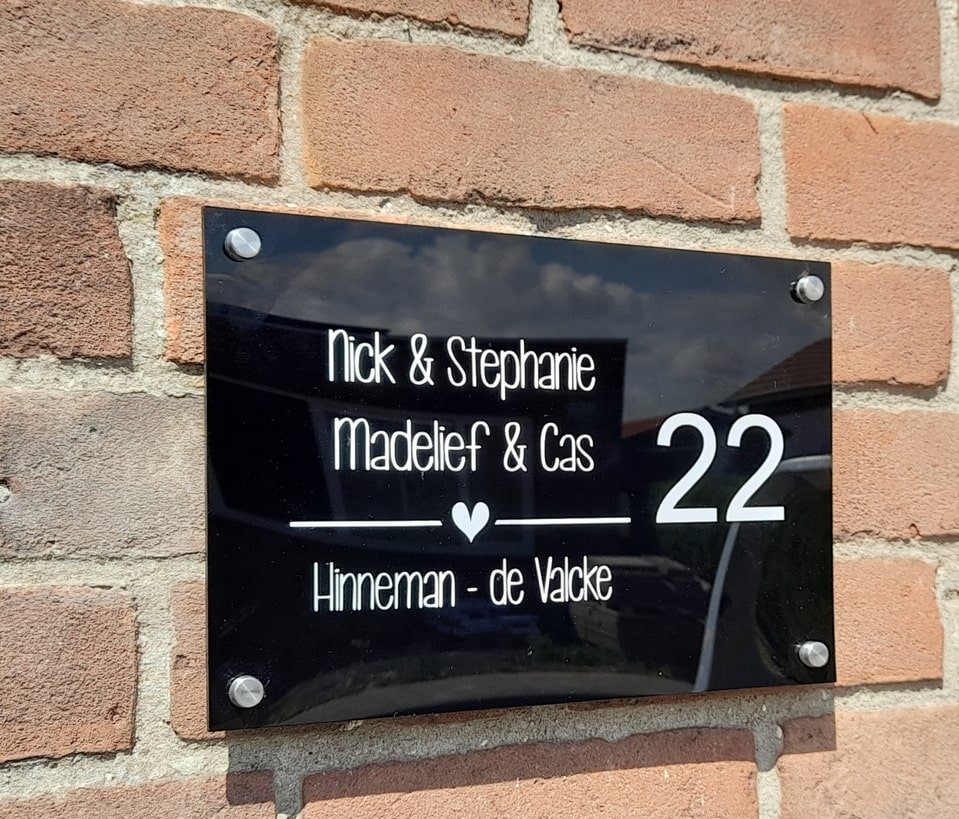 Nick & Stephanie
Madelief & Cas
22
Hinneman - de Valcke